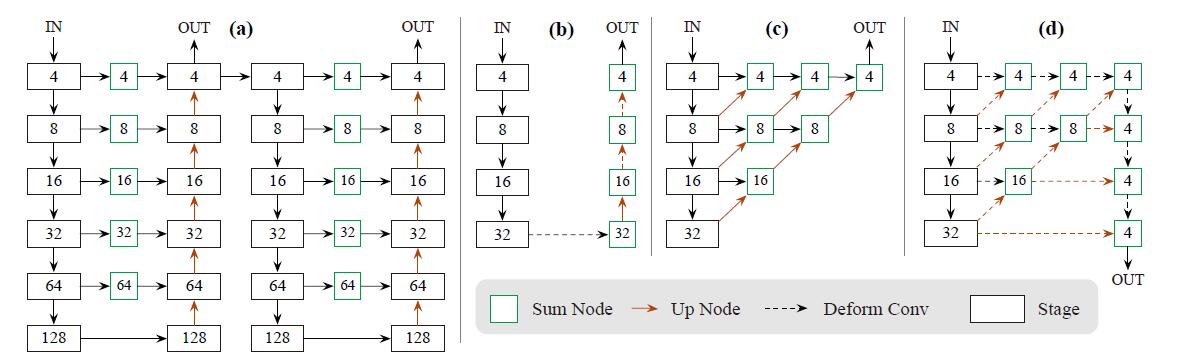 IN OUT (a) OUT IN (b) OUT IN (c) OUT IN (d)
4 4 4 4 4 4 4 4 4 4 4 4 4 4 4 4
8 8 8 8 8 8 8 8 8 8 8 8 8 8 4
16 16 16 16 16 16 16 16 16 16 16 16 4
32 32 32 32 32 32 32 32 32 32 4
64 64 64 64 64 64 OUT
Sum Node Up Node Deform Conv Stage
128 128 128 128